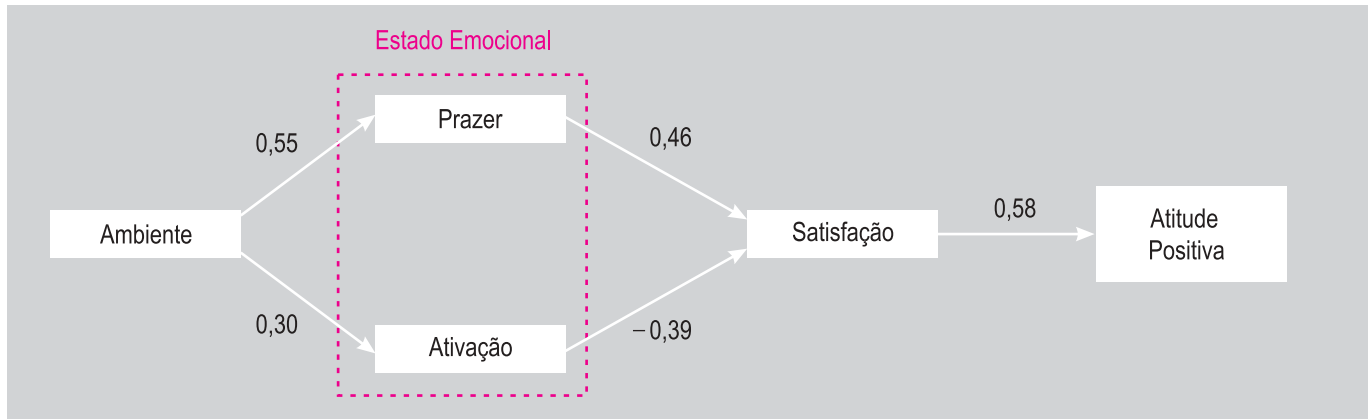 Estado Emocional
Prazer
0,55
0,46
Ambiente
Satisfação
0,58
Atitude
Positiva
0,30
Ativação
– 0,39